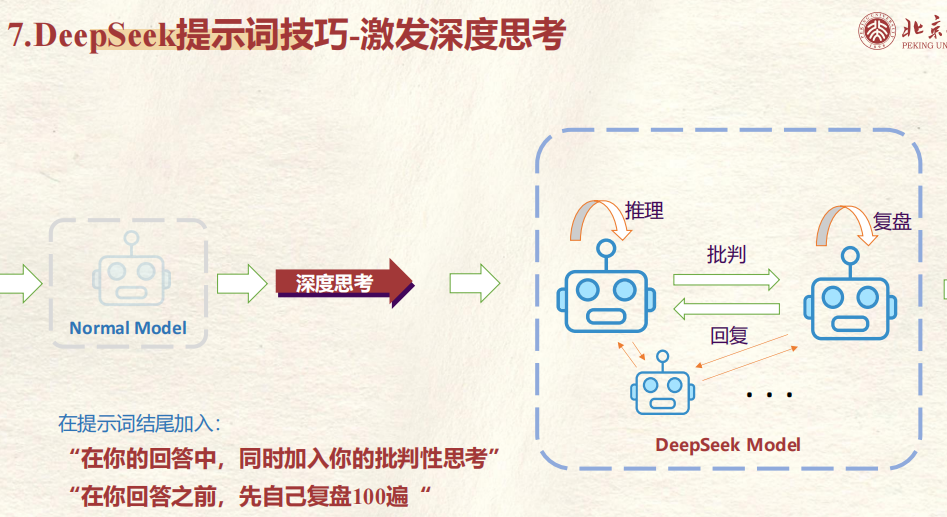 7.DeepSeek提示词技巧-激发深度思考
北京
PEKING UN
推理
复盘
批判
深度思考
Normal Model
回复
...
DeepSeek Model
在提示词结尾加入：
“在你的回答中，同时加入你的批判性思考”
“在你回答之前，先自己复盘100遍 “